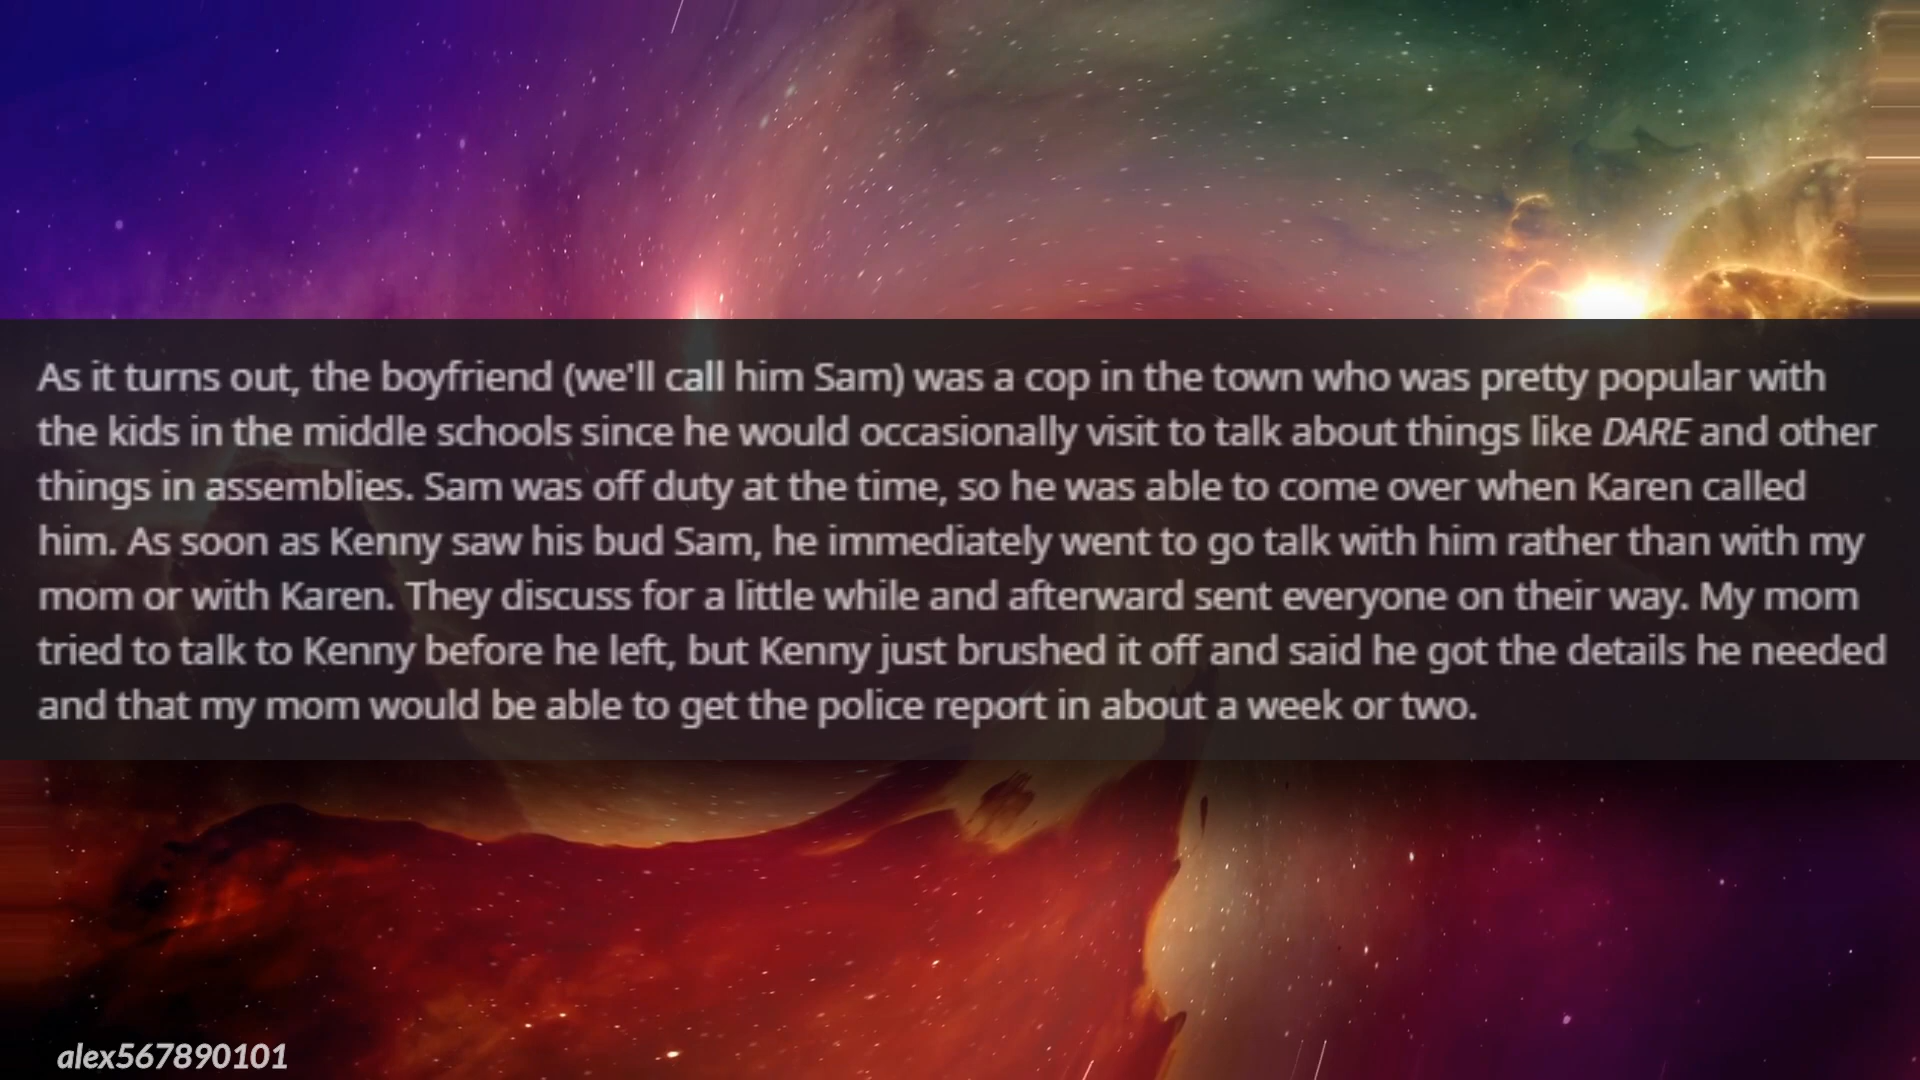 As it turns out, the boyfriend (we'll call him Sam) was a cop in the town who was pretty popular with
the kids in the middle schools since he would occasionally visit to talk about things like DARE and other
things in assemblies. Sam was off duty at the time, so he was able to come over when Karen called
him. As soon as Kenny saw his bud Sam, he immediately went to go talk with him rather than with my
mom or with Karen. They discuss for a little while and afterward sent everyone on their way. My mom
tried to talk to Kenny before he left, but Kenny just brushed it off and said he got the details he needed
and that my mom would be able to get the police report in about a week or two.
alex567890101